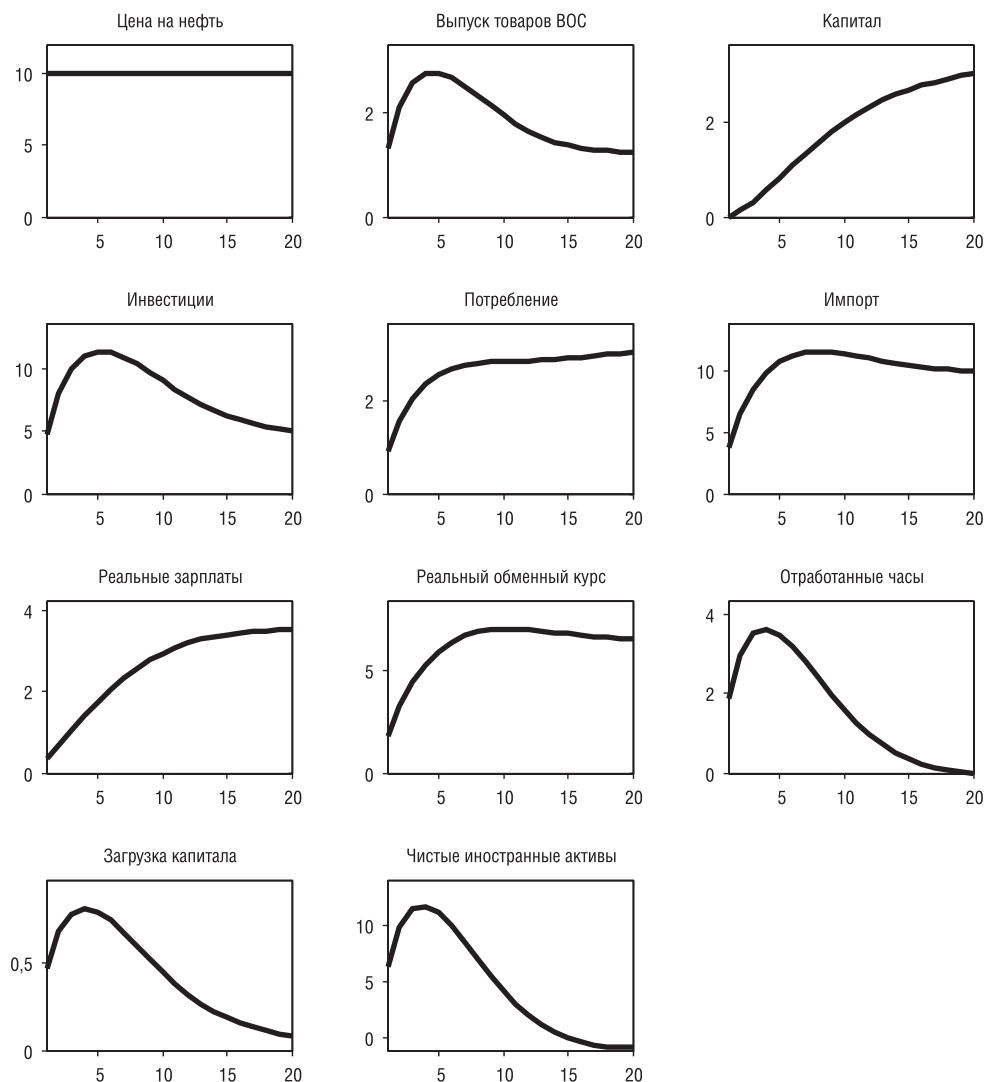 Цена на нефть
Выпуск товаров ВОС
Капитал
10
5
0
5 10 15 20
2
0
5 10 15 20
2
0
5 10 15 20
Инвестиции
Потребление
Импорт
10
5
0
5 10 15 20
2
0
5 10 15 20
10
5
0
5 10 15 20
Реальные зарплаты
Реальный обменный курс
Отработанные часы
4
2
0
5 10 15 20
5
0
5 10 15 20
4
2
0
5 10 15 20
Загрузка капитала
Чистые иностранные активы
0,5
0
5 10 15 20
10
5
0
5 10 15 20